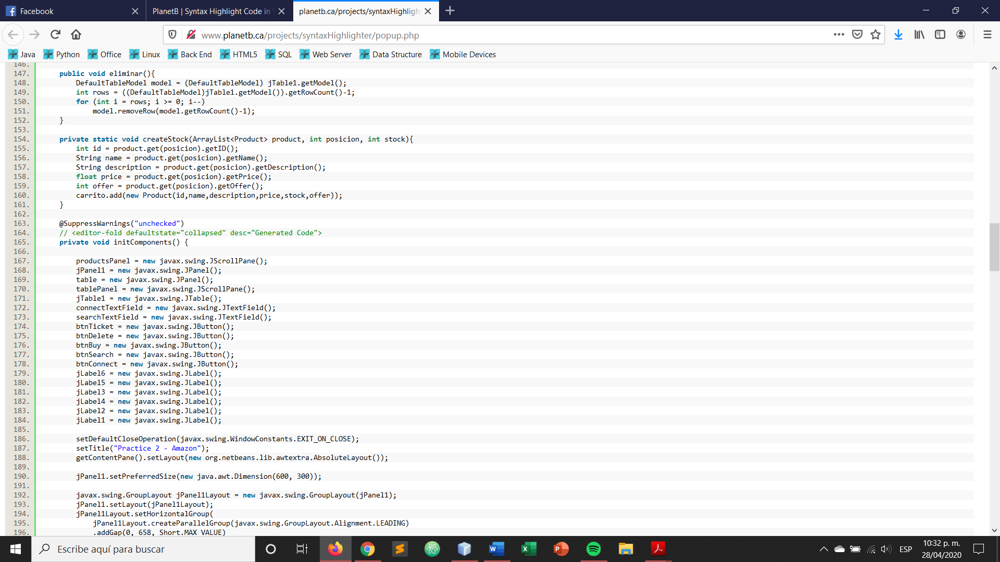 Facebook
PlanetB | Syntax Highlight Code in
planetb.ca/projects/syntaxHighligh
www.planetb.ca/projects/syntaxHighlighter/popup.php
Java Python Office Linux Back End HTML5 SQL Web Server Data Structure Mobile Devices
146.
147. public void eliminar(){
148. DefaultTableModel model = (DefaultTableModel) jTable1.getModel();
149. int rows = ((DefaultTableModel)jTable1.getModel()).getRowCount()-1;
150. for (int i = rows; i >= 0; i--)
151. model.removeRow(model.getRowCount()-1);
152. }
153.
154. private static void createStock(ArrayList<Product> product, int posicion, int stock){
155. int id = product.get(posicion).getID();
156. String name = product.get(posicion).getName();
157. String description = product.get(posicion).getDescription();
158. float price = product.get(posicion).getPrice();
159. int offer = product.get(posicion).getOffer();
160. carrito.add(new Product(id,name,description,price,stock,offer));
161. }
162.
163. @SuppressWarnings("unchecked")
164. // <editor-fold defaultstate="collapsed" desc="Generated Code">
165. private void initComponents() {
166.
167. productsPanel = new javax.swing.JScrollPane();
168. jPanel1 = new javax.swing.JPanel();
169. table = new javax.swing.JPanel();
170. tablePanel = new javax.swing.JScrollPane();
171. jTable1 = new javax.swing.JTable();
172. connectTextField = new javax.swing.JTextField();
173. searchTextField = new javax.swing.JTextField();
174. btnTicket = new javax.swing.JButton();
175. btnDelete = new javax.swing.JButton();
176. btnBuy = new javax.swing.JButton();
177. btnSearch = new javax.swing.JButton();
178. btnConnect = new javax.swing.JButton();
179. jLabel6 = new javax.swing.JLabel();
180. jLabel5 = new javax.swing.JLabel();
181. jLabel3 = new javax.swing.JLabel();
182. jLabel4 = new javax.swing.JLabel();
183. jLabel2 = new javax.swing.JLabel();
184. jLabel1 = new javax.swing.JLabel();
185.
186. setDefaultCloseOperation(javax.swing.WindowConstants.EXIT_ON_CLOSE);
187. setTitle("Practice 2 - Amazon");
188. getContentPane().setLayout(new org.netbeans.lib.awtextra.AbsoluteLayout());
189.
190. jPanel1.setPreferredSize(new java.awt.Dimension(600, 300));
191.
192. javax.swing.GroupLayout jPanel1Layout = new javax.swing.GroupLayout(jPanel1);
193. jPanel1.setLayout(jPanel1Layout);
194. jPanel1Layout.setHorizontalGroup(
195. jPanel1Layout.createParallelGroup(javax.swing.GroupLayout.Alignment.LEADING)
196. .addGap(0, 658, Short.MAX_VALUE)
Escribe aquí para buscar
ESP
10:32 p. m.
28/04/2020